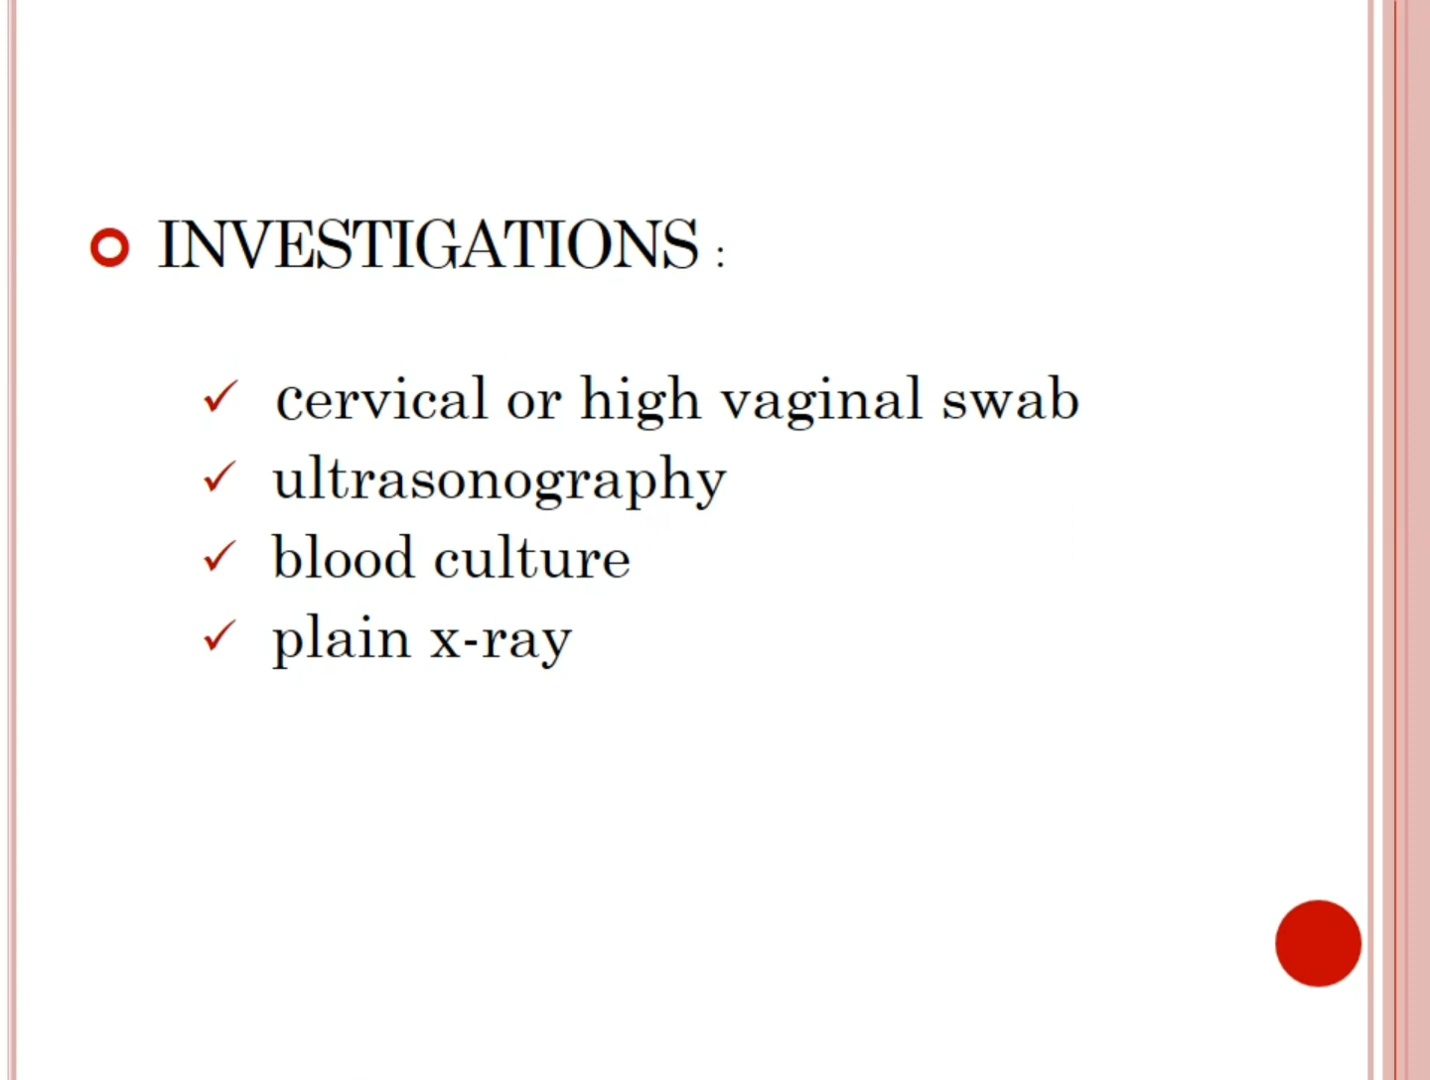 INVESTIGATIONS :
cervical or high vaginal swab
ultrasonography
blood culture
plain x-ray